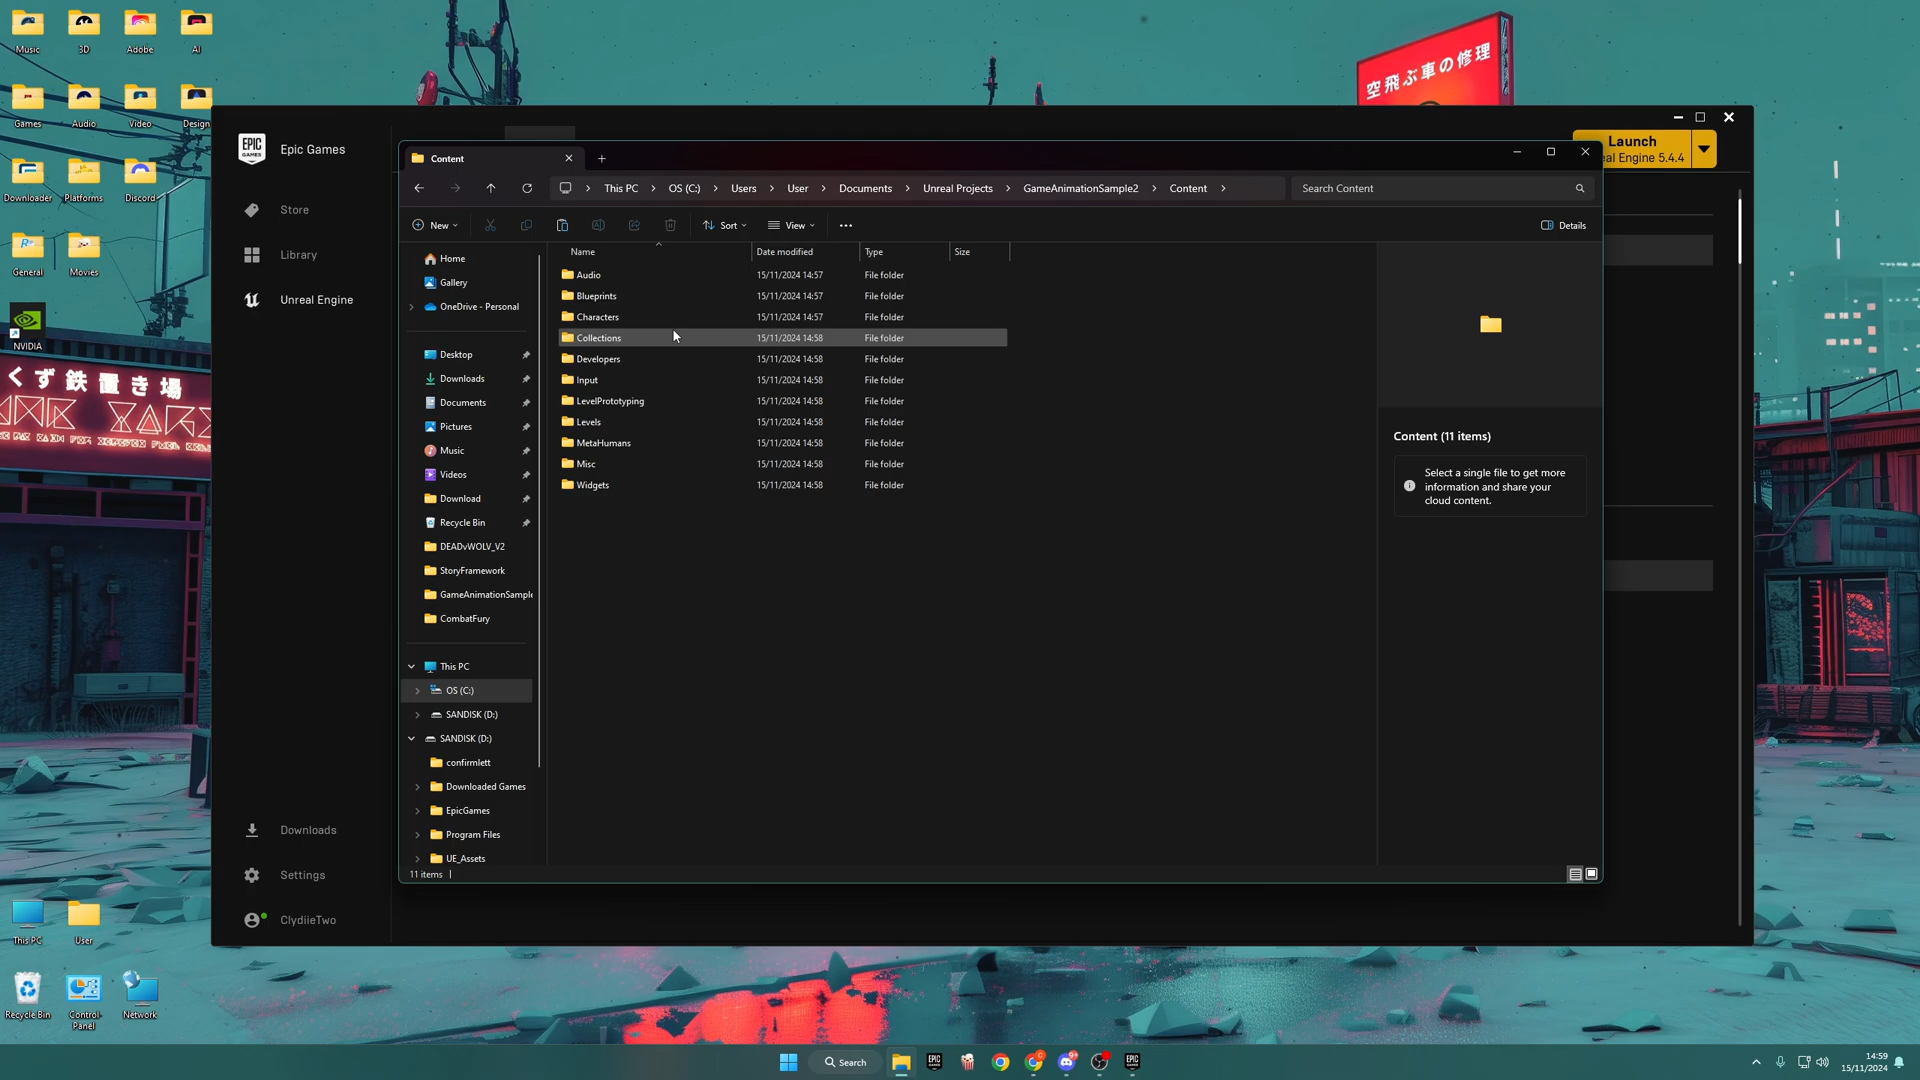 Music
3D
Adobe
AI
Games
Audio
Video
Design
Downloader
Platforms
Discord
General
Movies
NVIDIA
This PC
User
Recycle Bin
Control Panel
Network
空飛ぶ車の修理
くず鉄置き場
EPIC GAMES
Epic Games
Store
Library
Unreal Engine
Downloads
Settings
ClydiieTwo
Launch
eal Engine 5.4.4
Content
This PC > OS (C:) > Users > User > Documents > Unreal Projects > GameAnimationSample2 > Content >
Search Content
New
Sort
View
Details
Name Date modified Type Size
Audio 15/11/2024 14:57 File folder
Blueprints 15/11/2024 14:57 File folder
Characters 15/11/2024 14:57 File folder
Collections 15/11/2024 14:58 File folder
Developers 15/11/2024 14:58 File folder
Input 15/11/2024 14:58 File folder
LevelPrototyping 15/11/2024 14:58 File folder
Levels 15/11/2024 14:58 File folder
MetaHumans 15/11/2024 14:58 File folder
Misc 15/11/2024 14:58 File folder
Widgets 15/11/2024 14:58 File folder
Home
Gallery
OneDrive - Personal
Desktop
Downloads
Documents
Pictures
Music
Videos
Download
Recycle Bin
DEADvWOLV_V2
StoryFramework
GameAnimationSample
CombatFury
This PC
OS (C:)
SANDISK (D:)
SANDISK (D:)
confirmlett
Downloaded Games
EpicGames
Program Files
UE_Assets
Content (11 items)
Select a single file to get more
information and share your
cloud content.
11 items
Search
14:59
15/11/2024